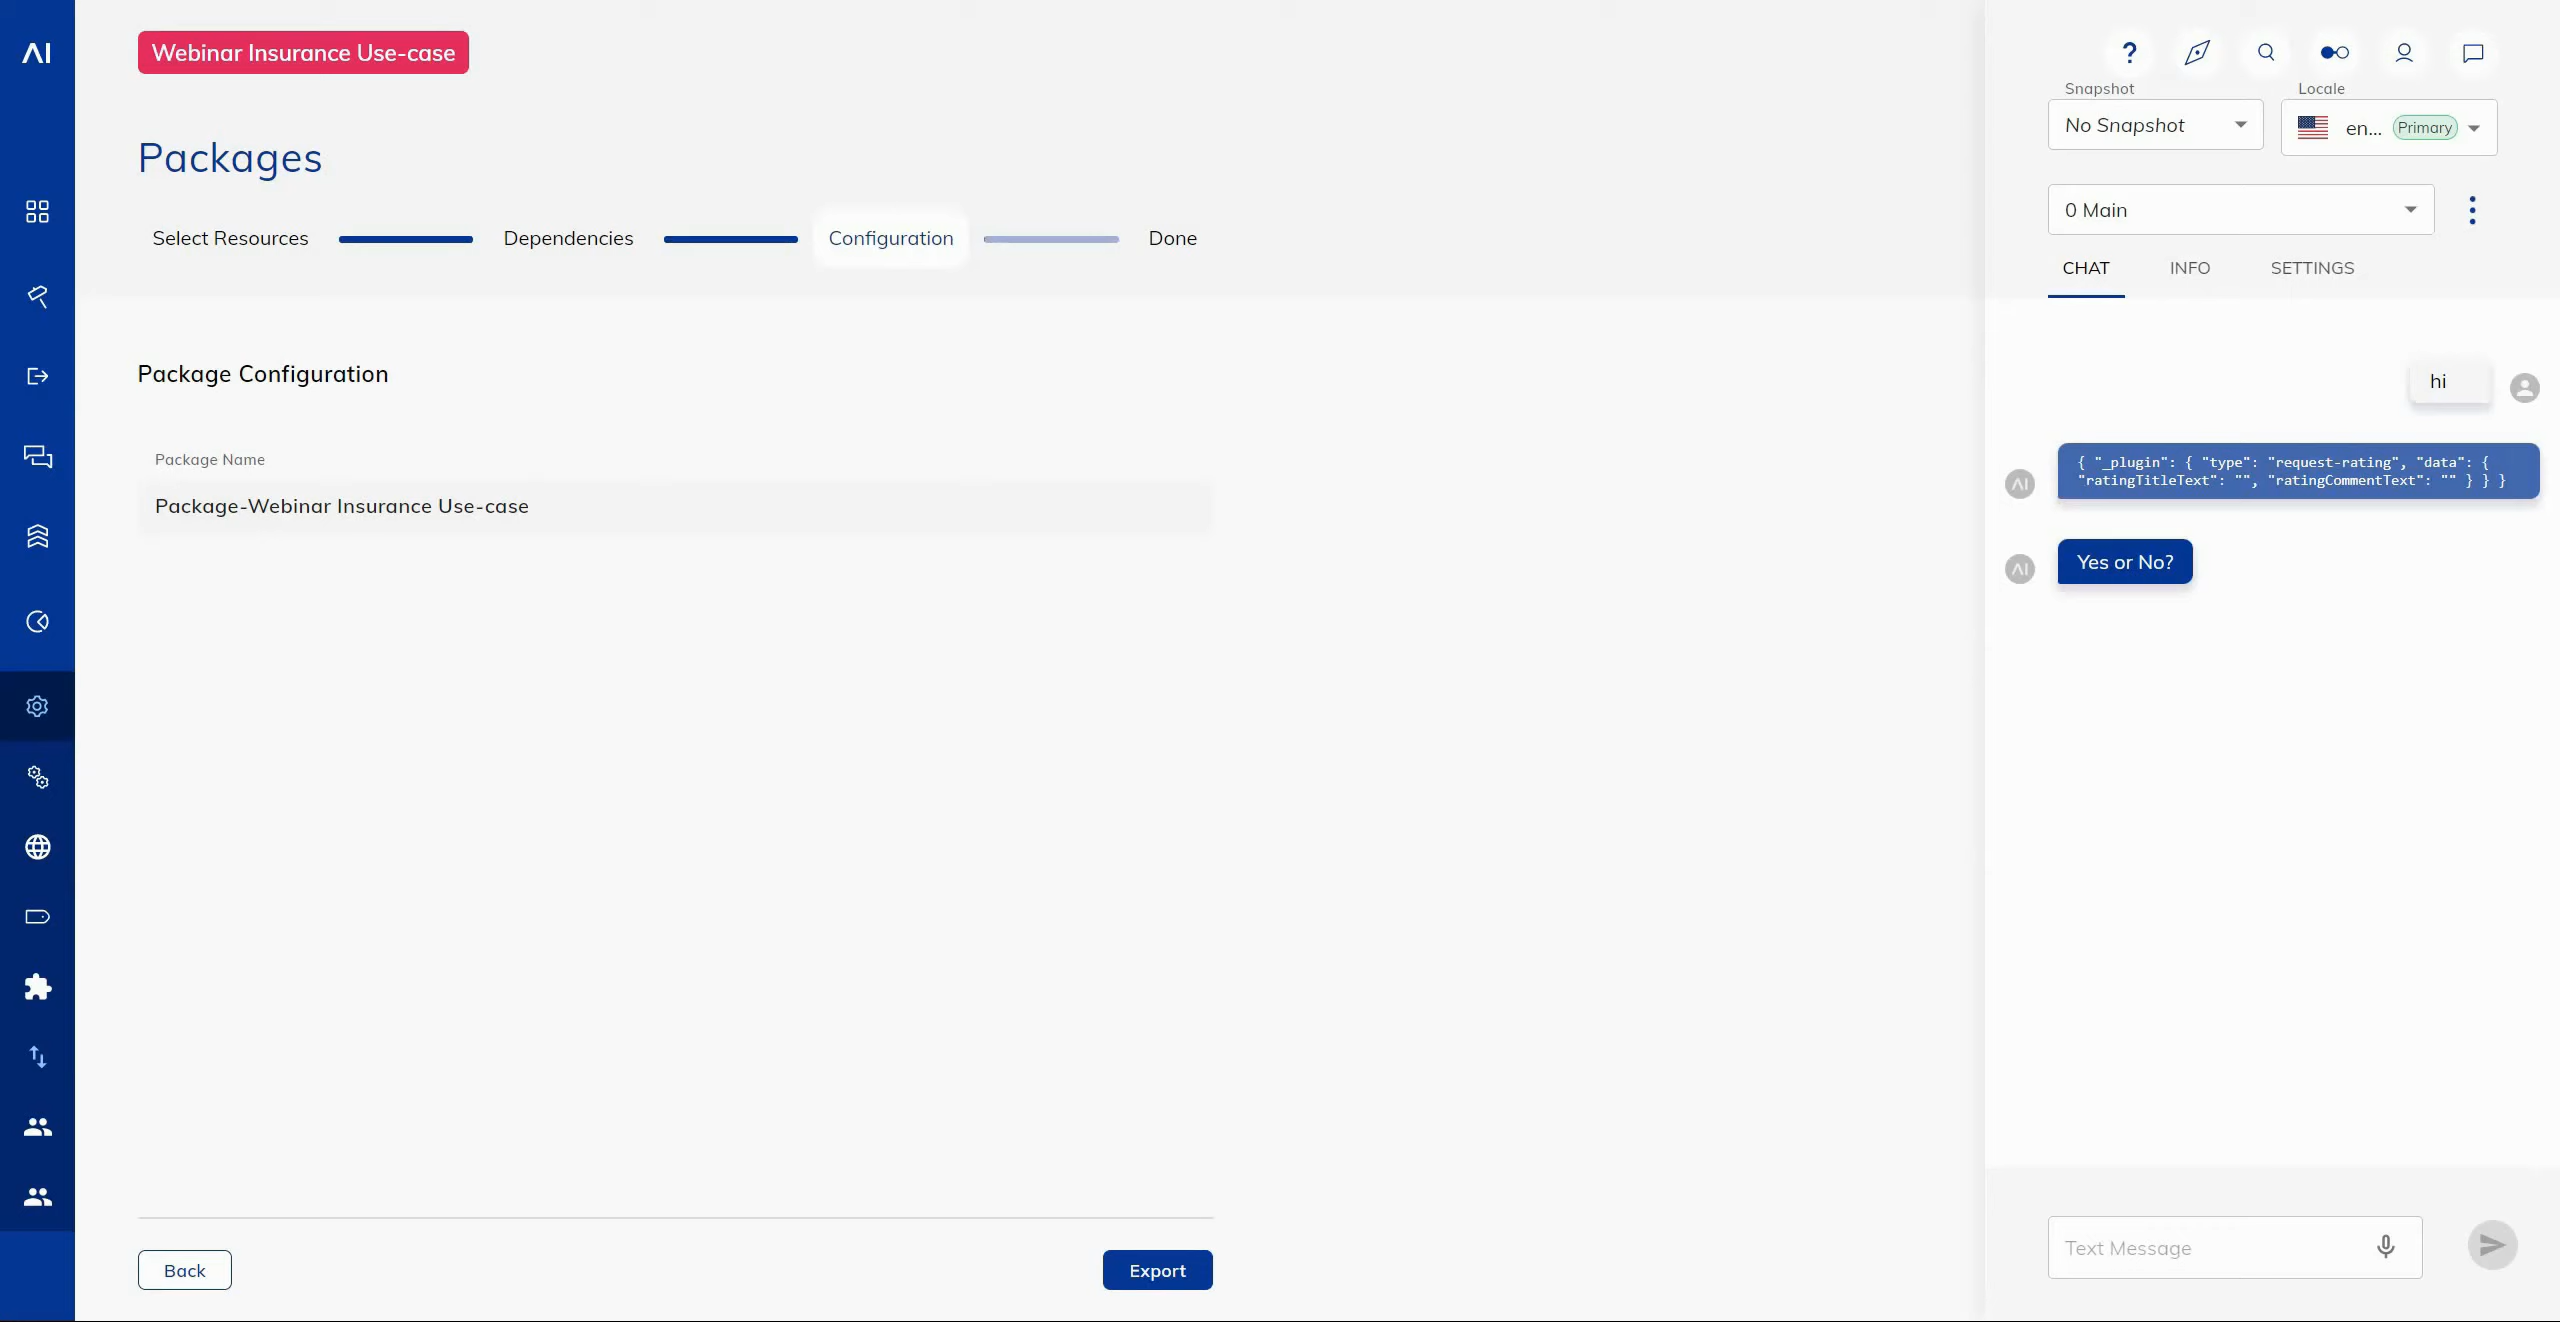 AI
Webinar Insurance Use-case
Packages
Select Resources
Dependencies
Configuration
Done
Package Configuration
Package Name
Package-Webinar Insurance Use-case
Back
Export
?
Snapshot
No Snapshot
Locale
en...
Primary
0 Main
CHAT
INFO
SETTINGS
hi
AI
{ "_plugin": { "type": "request-rating", "data": {
"ratingTitleText": "", "ratingCommentText": "" } } }
AI
Yes or No?
Text Message